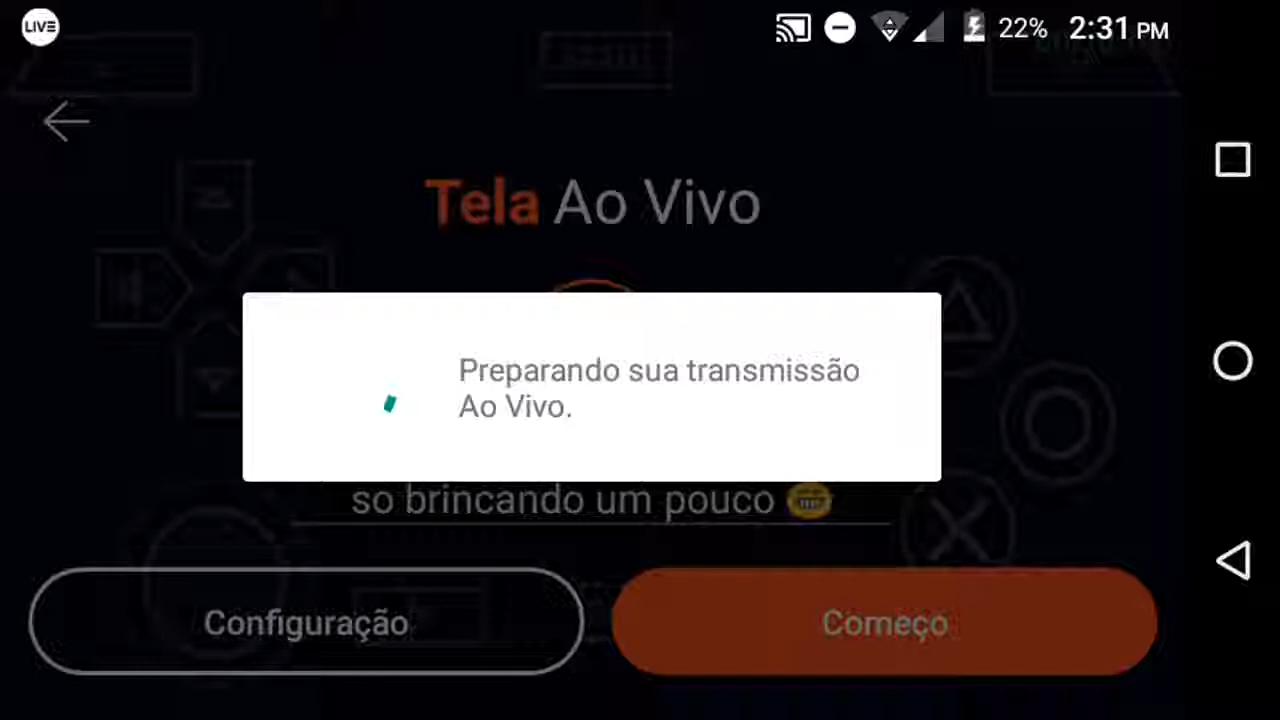 LIVE
22% 2:31 PM
Tela Ao Vivo
Preparando sua transmissão
Ao Vivo.
so brincando um pouco 😁
Configuração
Começo